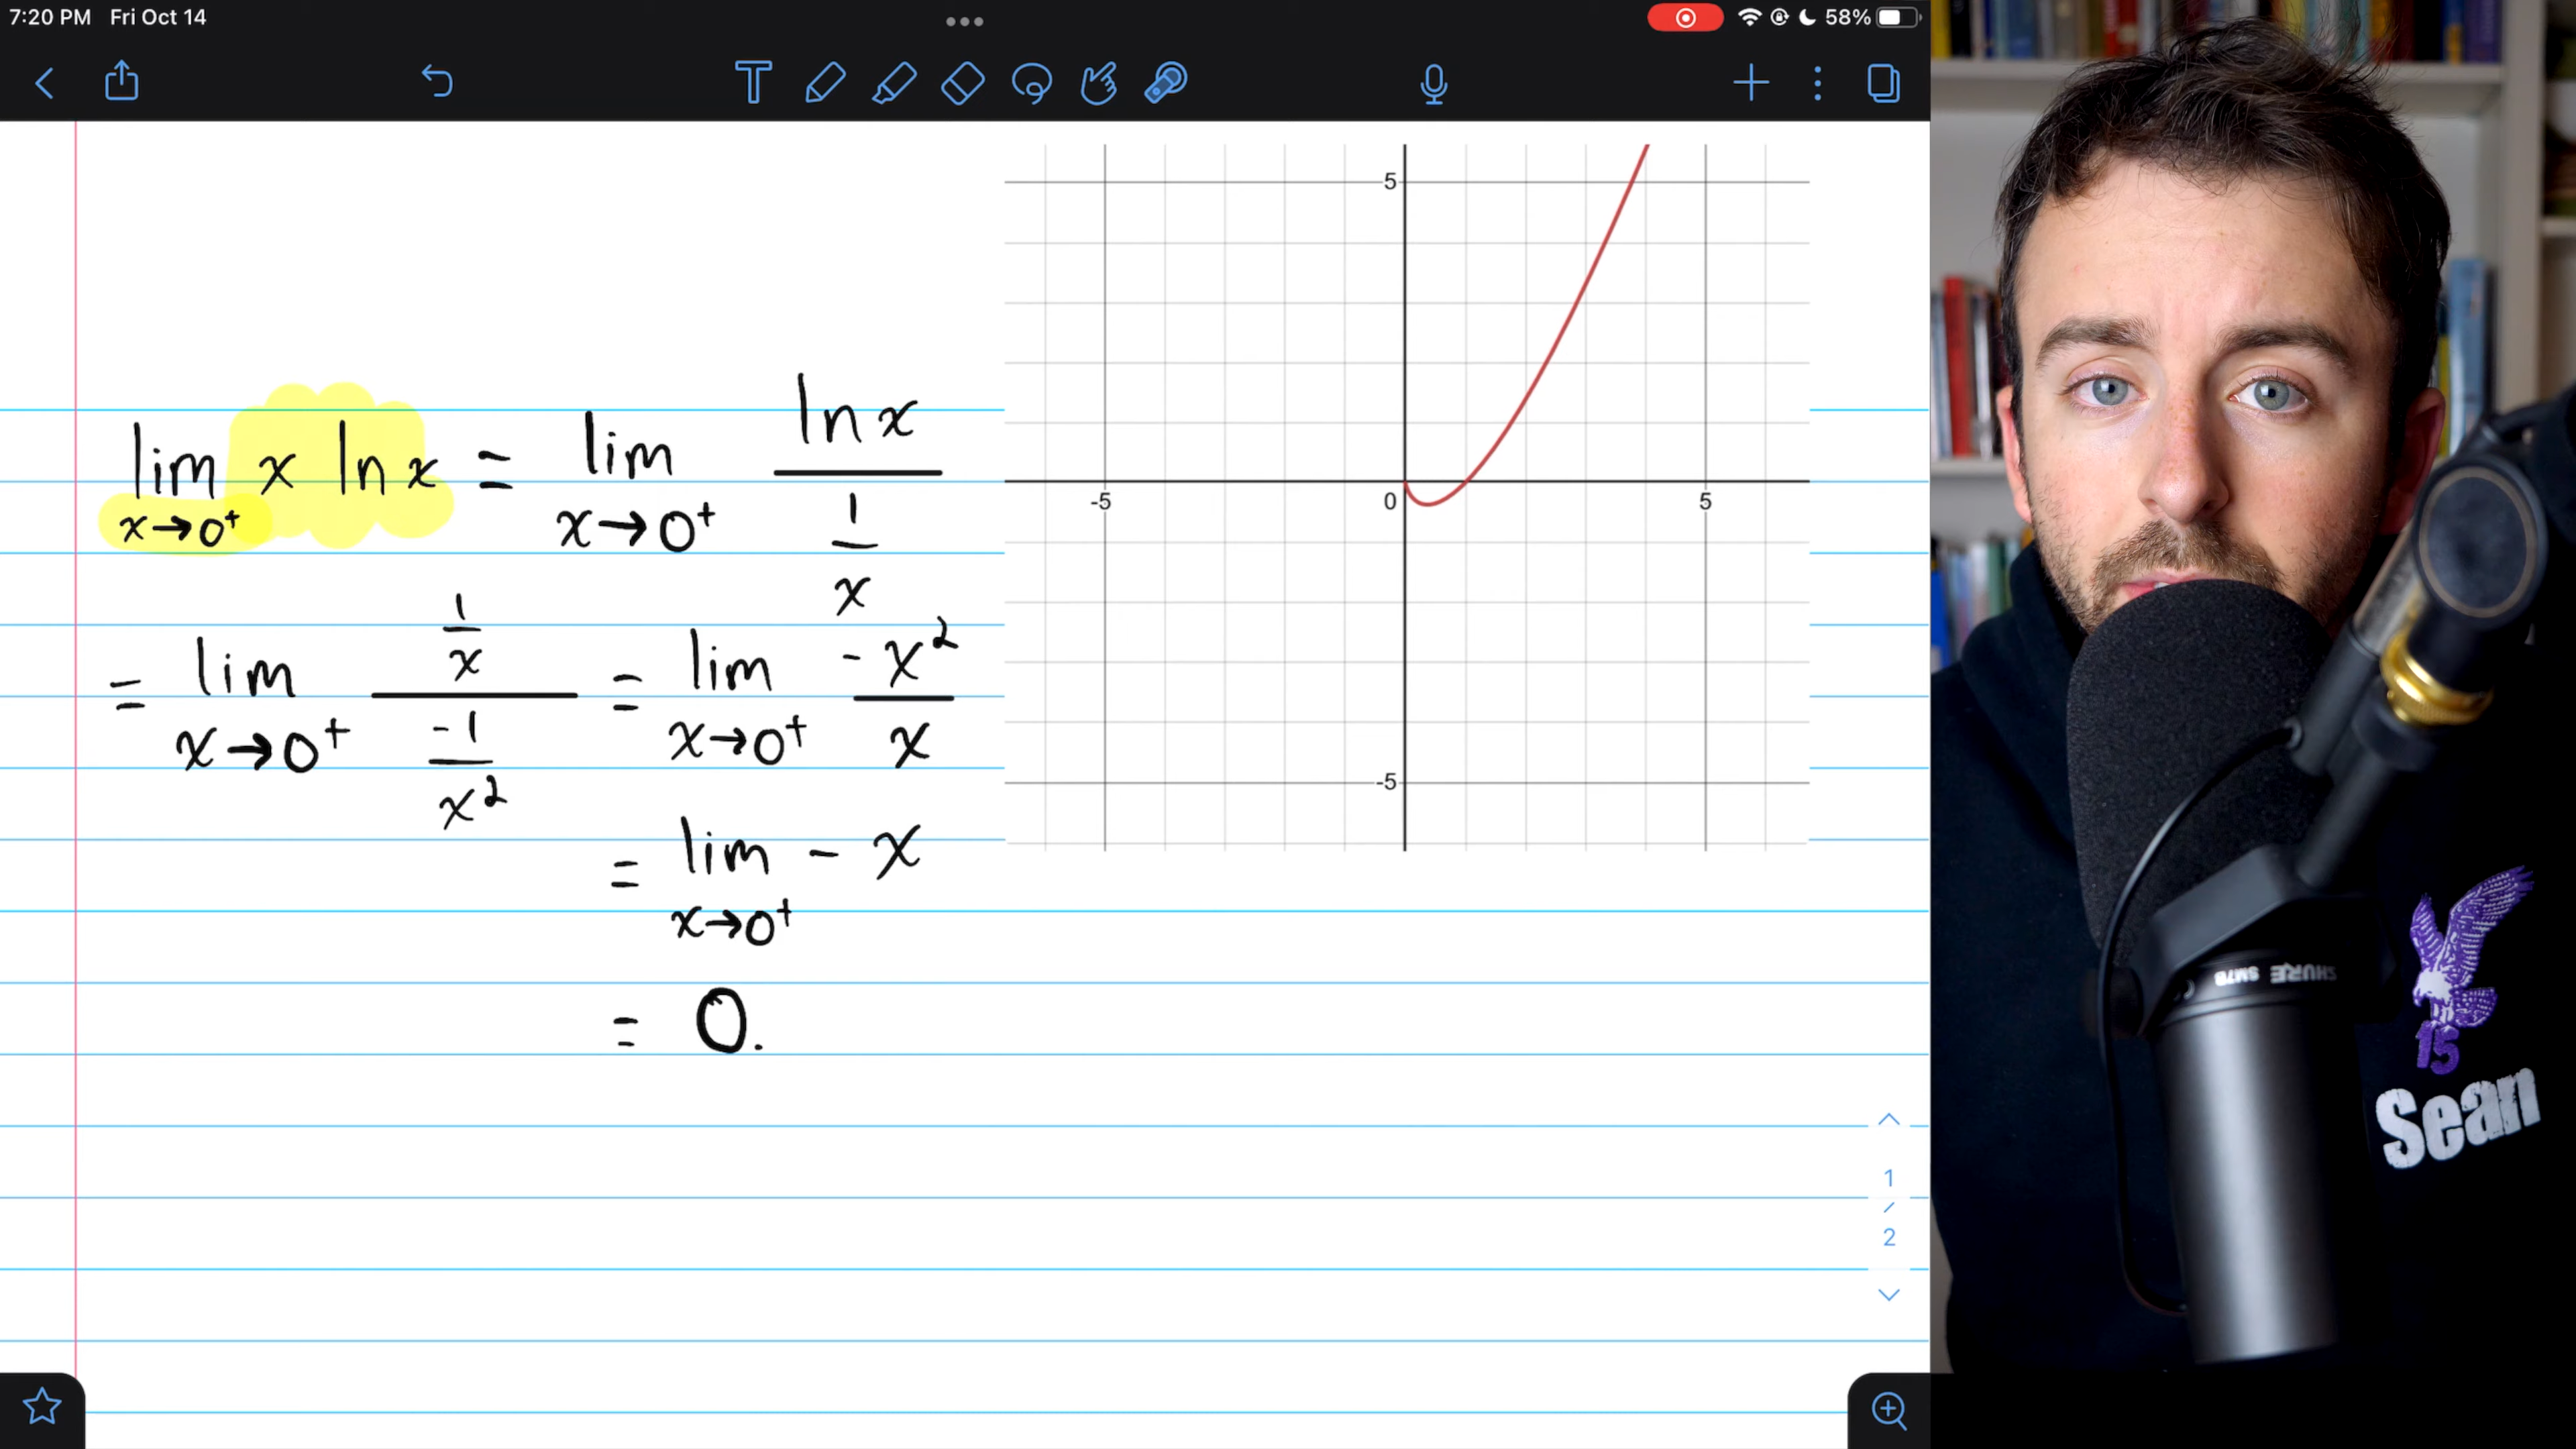 7:20 PM Fri Oct 14
58%
lim x ln x = lim ln x / 1/x
x→0⁺ x→0⁺
= lim 1/x / -1/x² = lim -x²/x
x→0⁺ x→0⁺
= lim - x
x→0⁺
= 0.
5
-5 0 5
-5
1
/
2
SHURE SM7B
15
Sean